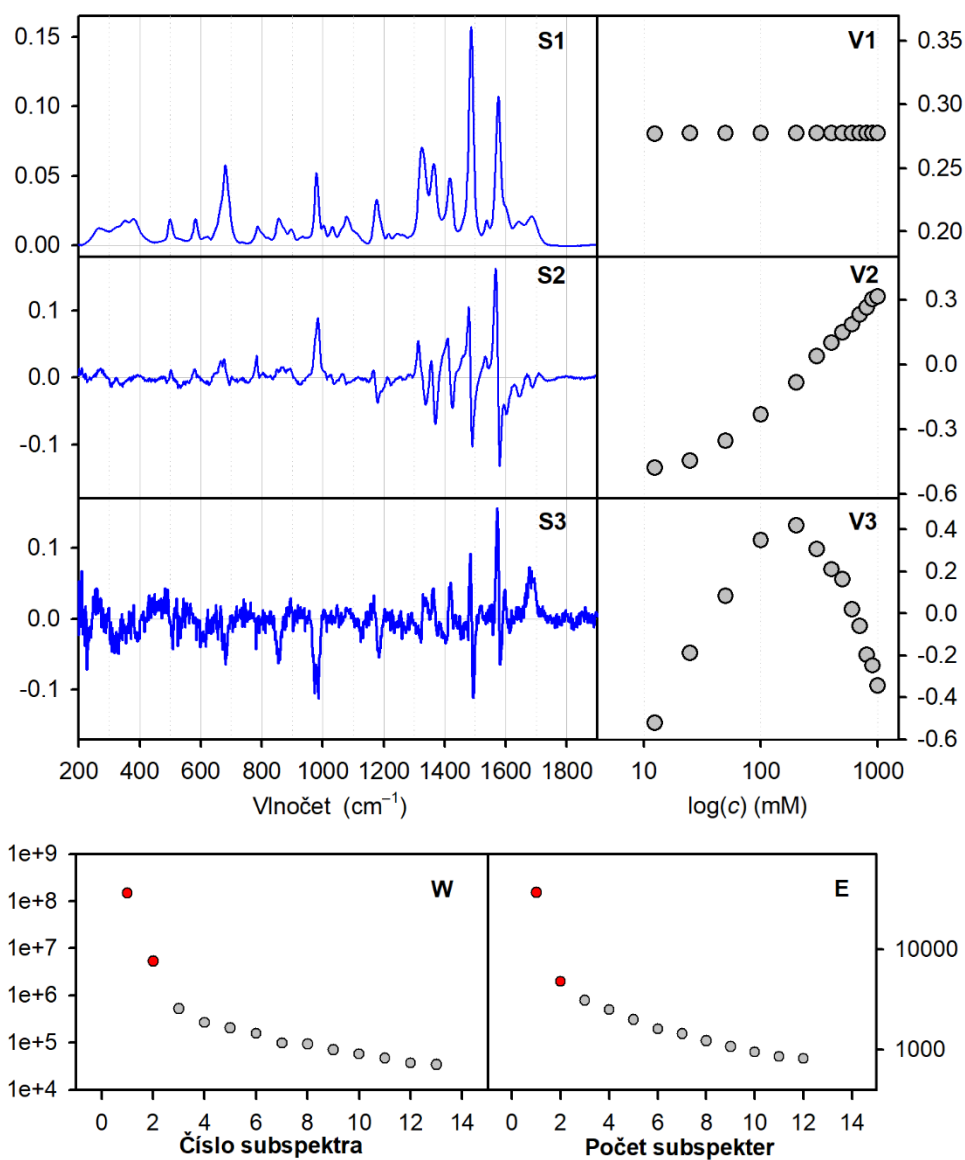 S1
V1
0.15
0.10
0.05
0.00
0.35
0.30
0.25
0.20
S2
V2
0.1
0.0
-0.1
0.3
0.0
-0.3
-0.6
S3
V3
0.1
0.0
-0.1
0.4
0.2
0.0
-0.2
-0.4
-0.6
200 400 600 800 1000 1200 1400 1600 1800
10 100 1000
Vlnočet (cm⁻¹)
log(c) (mM)
W
E
1e+9
1e+8
1e+7
1e+6
1e+5
1e+4
10000
1000
0 2 4 6 8 10 12 14
0 2 4 6 8 10 12 14
Číslo subspektra
Počet subspekter